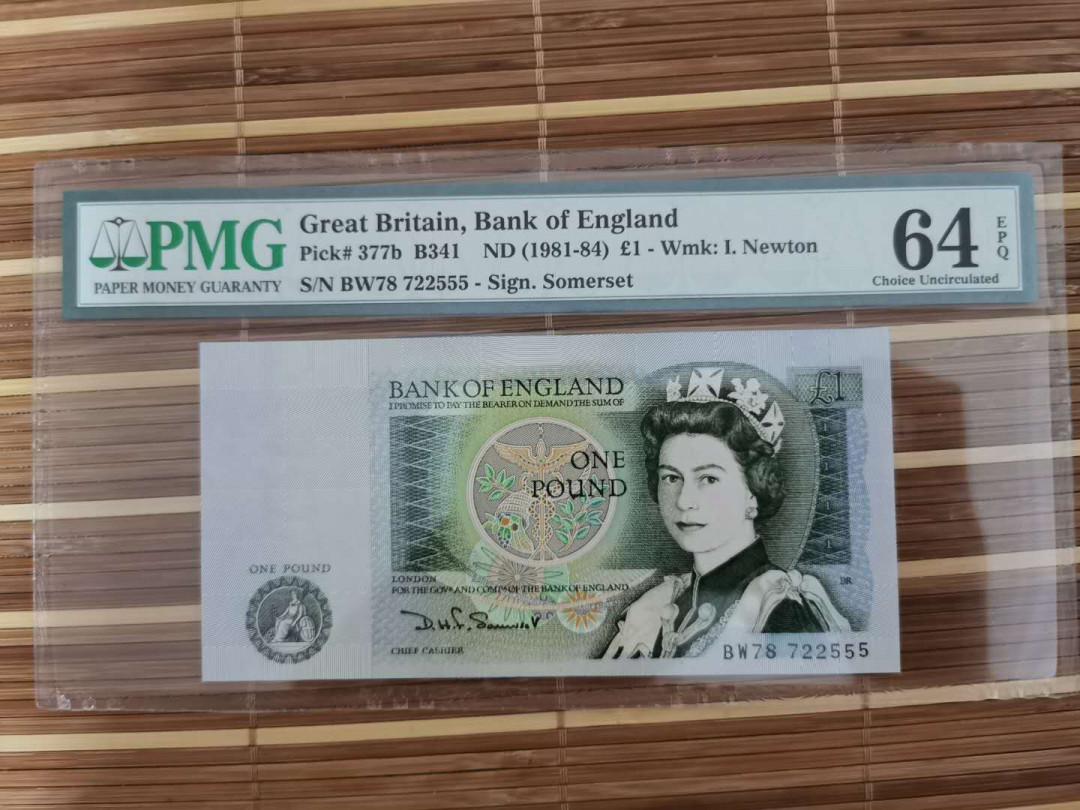 PMG
PAPER MONEY GUARANTY
Great Britain, Bank of England
Pick# 377b B341 ND (1981-84) £1 - Wmk: I. Newton
S/N BW78 722555 - Sign. Somerset
64
EPQ
Choice Uncirculated
BANK OF ENGLAND
I PROMISE TO PAY THE BEARER ON DEMAND THE SUM OF
£1
ONE
POUND
ONE POUND
LONDON
FOR THE GOVR AND COMPA OF THE BANK OF ENGLAND
D.H.F. Somerset
CHIEF CASHIER
BW78 722555